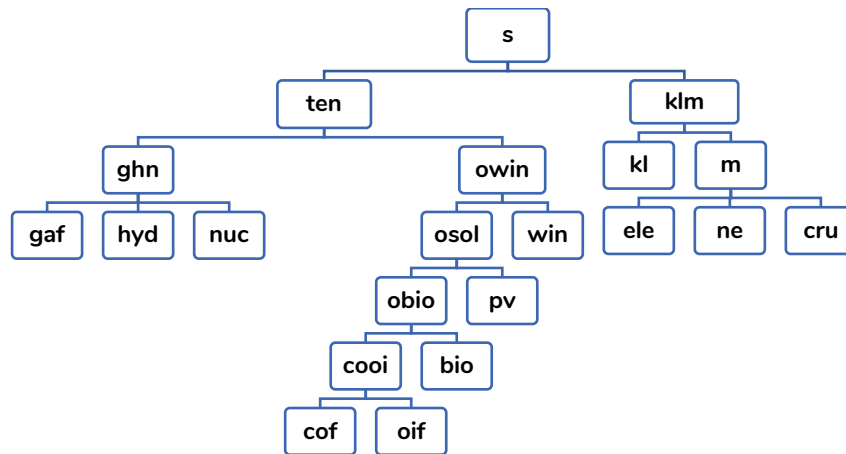 s
ten
klm
ghn
owin
kl
m
gaf
hyd
nuc
osol
win
ele
ne
cru
obio
pv
cooi
bio
cof
oif